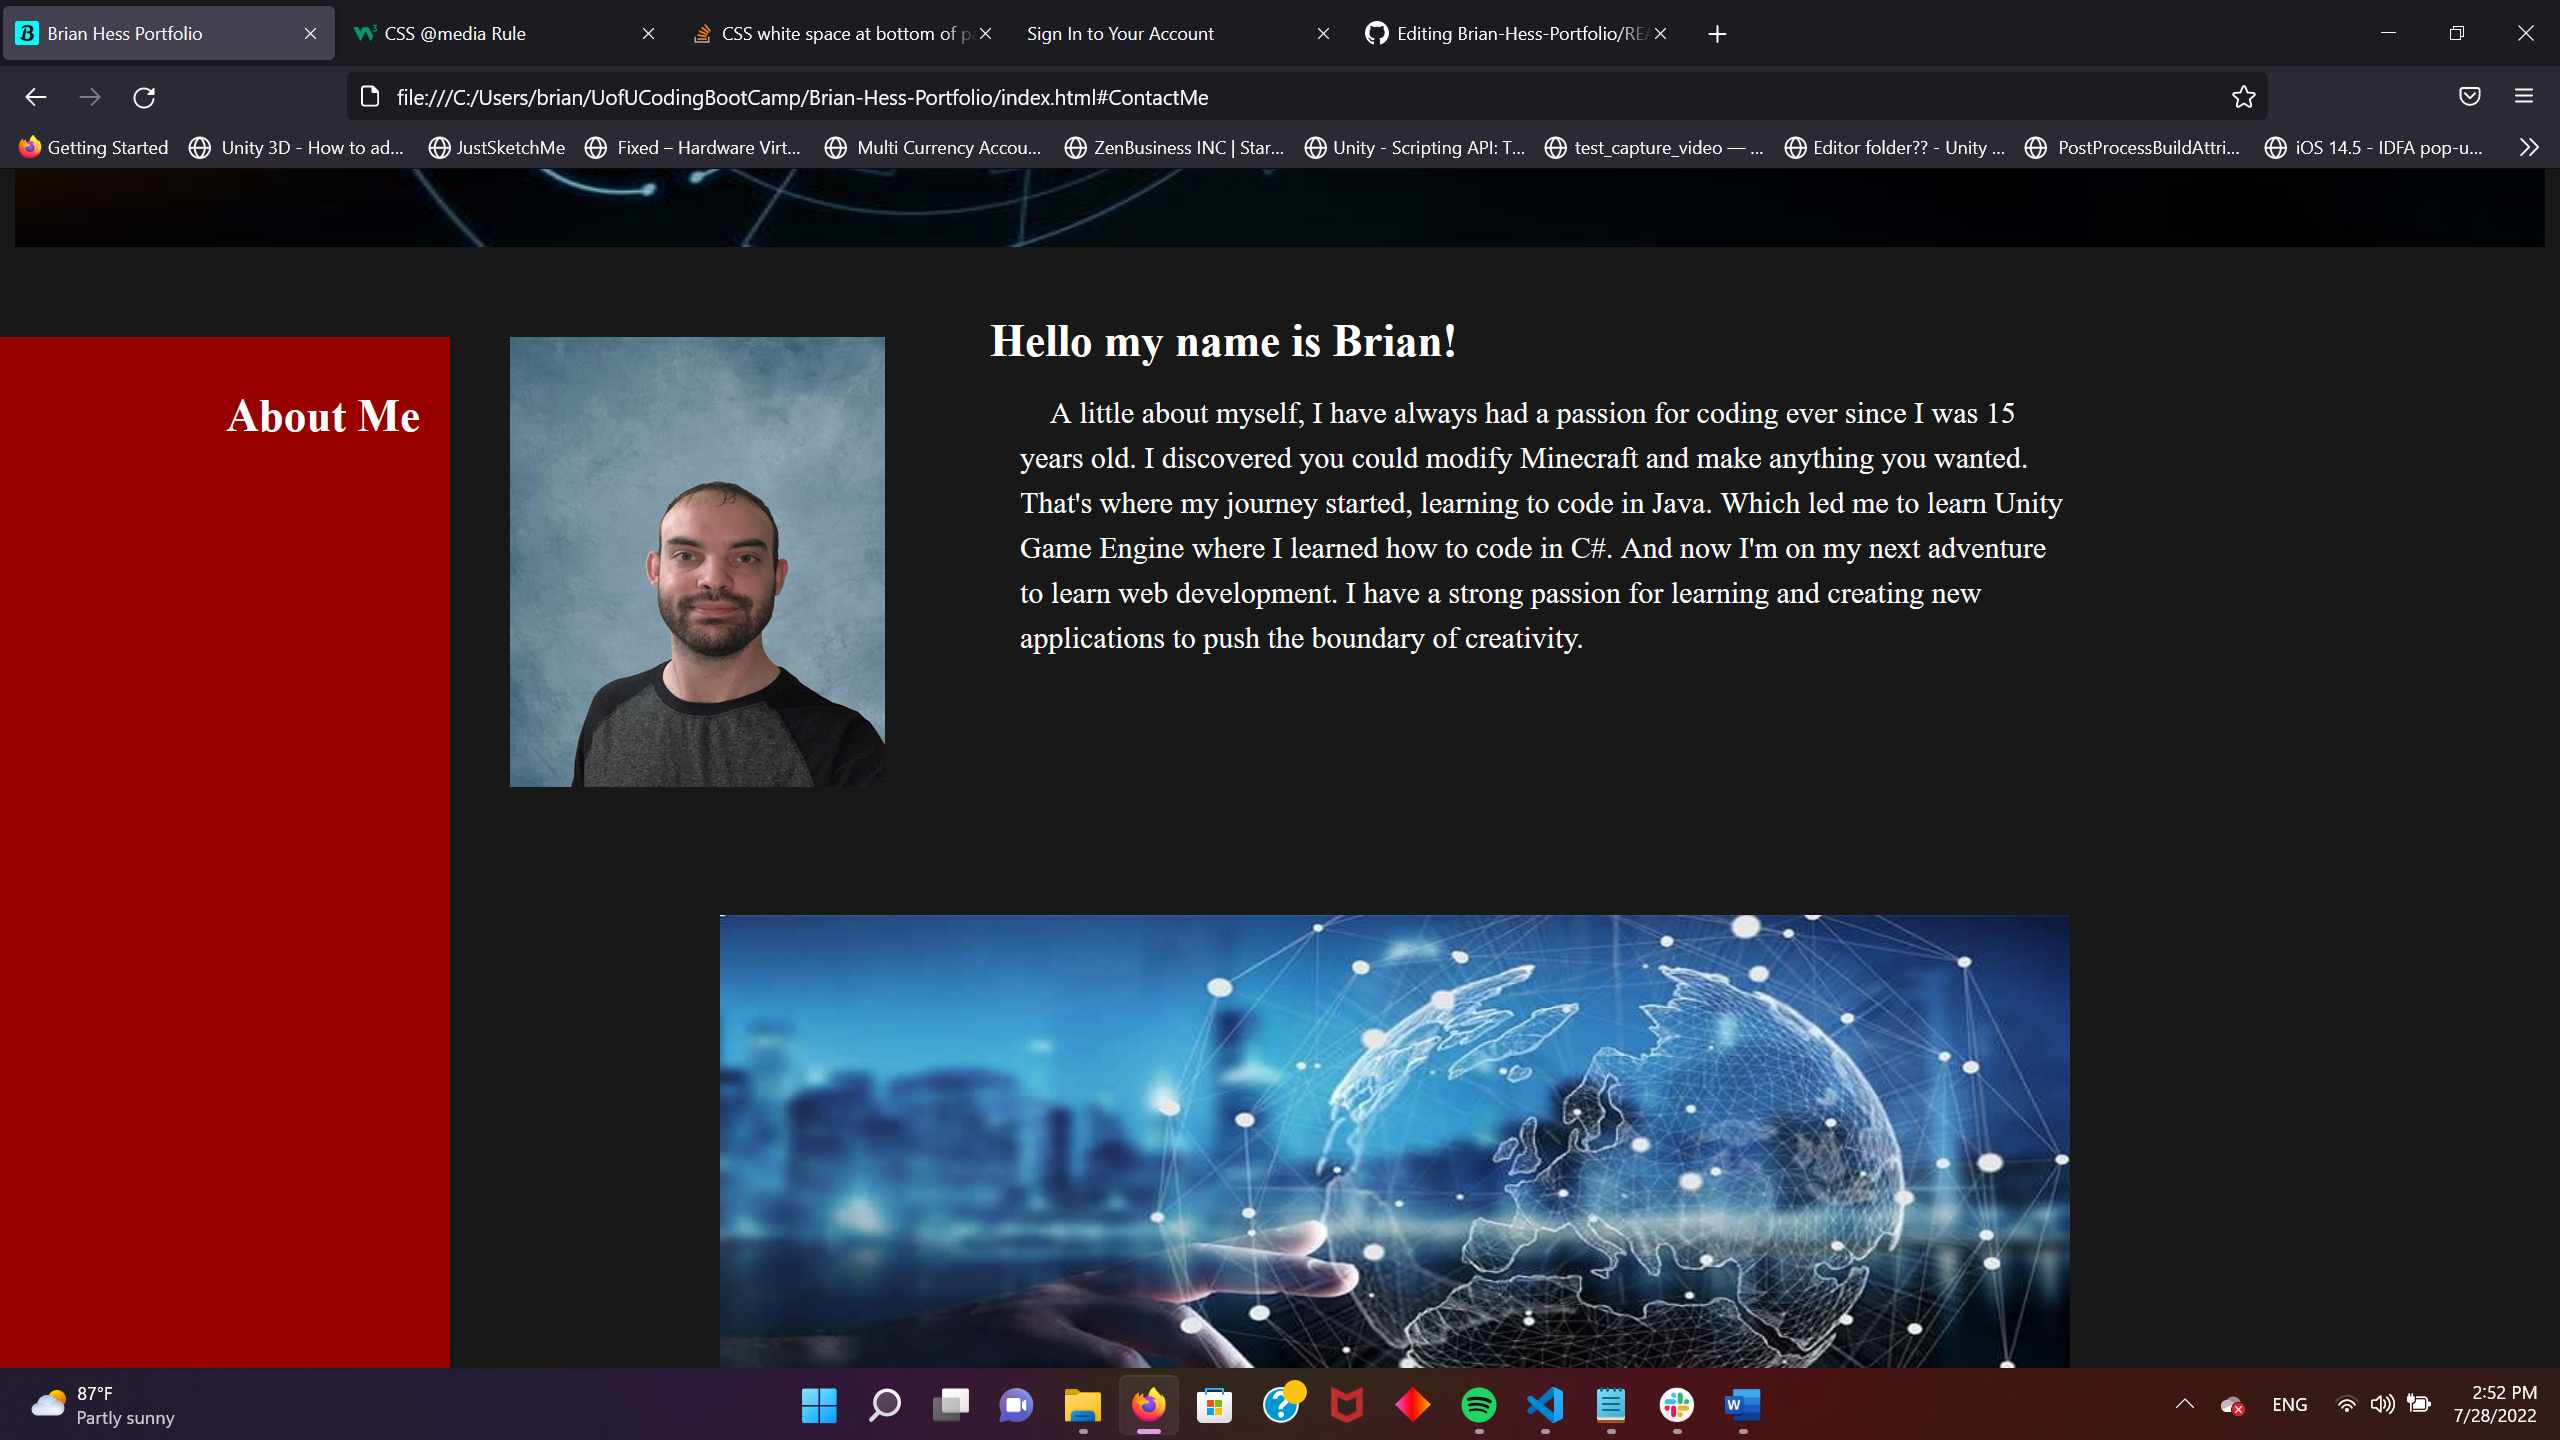 Brian Hess Portfolio
CSS @media Rule
CSS white space at bottom of p
Sign In to Your Account
Editing Brian-Hess-Portfolio/REA
file:///C:/Users/brian/UofUCodingBootCamp/Brian-Hess-Portfolio/index.html#ContactMe
Getting Started
Unity 3D - How to ad...
JustSketchMe
Fixed – Hardware Virt...
Multi Currency Accou...
ZenBusiness INC | Star...
Unity - Scripting API: T...
test_capture_video — ...
Editor folder?? - Unity ...
PostProcessBuildAttri...
iOS 14.5 - IDFA pop-u...
About Me
Hello my name is Brian!
A little about myself, I have always had a passion for coding ever since I was 15
years old. I discovered you could modify Minecraft and make anything you wanted.
That's where my journey started, learning to code in Java. Which led me to learn Unity
Game Engine where I learned how to code in C#. And now I'm on my next adventure
to learn web development. I have a strong passion for learning and creating new
applications to push the boundary of creativity.
87°F
Partly sunny
ENG
2:52 PM
7/28/2022